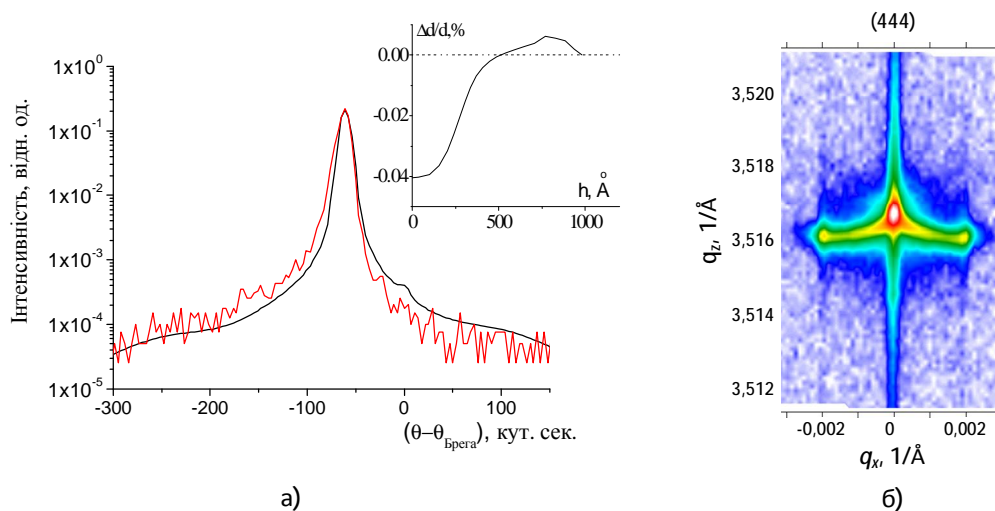 Інтенсивність, відн. од.
1x10⁰
1x10⁻¹
1x10⁻²
1x10⁻³
1x10⁻⁴
1x10⁻⁵
-300
-200
-100
0
100
(θ–θБрега), кут. сек.
Δd/d,%
0.00
-0.02
-0.04
0
500
1000
h, Å
а)
(444)
q_z, 1/Å
3,520
3,518
3,516
3,514
3,512
-0,002
0
0,002
q_x, 1/Å
б)